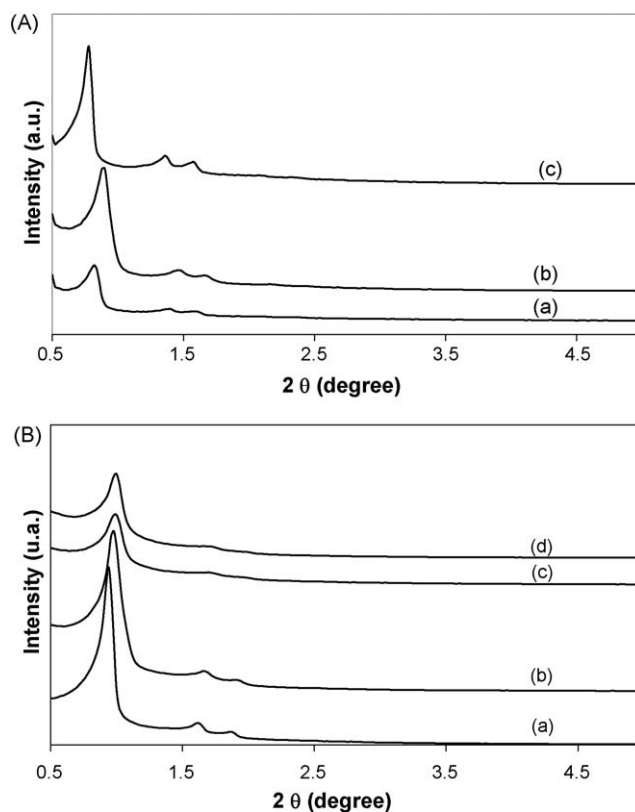 (A)
Intensity (a.u.)
(c)
(b)
(a)
0.5 1.5 2.5 3.5 4.5
2 θ (degree)
(B)
Intensity (u.a.)
(d)
(c)
(b)
(a)
0.5 1.5 2.5 3.5 4.5
2 θ (degree)